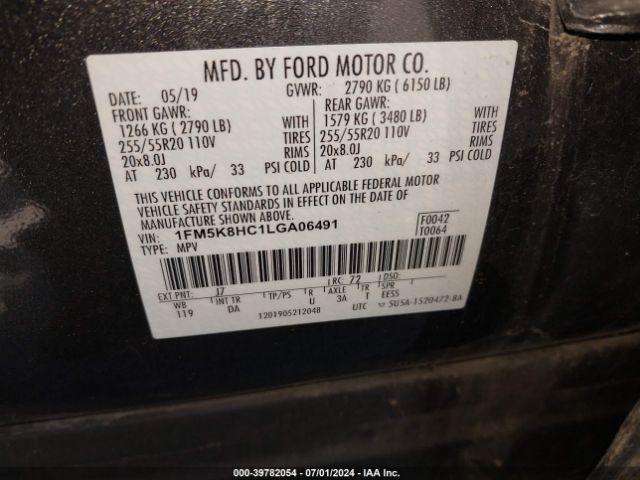 MFD. BY FORD MOTOR CO.
DATE: 05/19 GVWR: 2790 KG ( 6150 LB)
FRONT GAWR: REAR GAWR:
1266 KG ( 2790 LB) WITH 1579 KG ( 3480 LB) WITH
255/55R20 110V TIRES 255/55R20 110V TIRES
20x8.0J RIMS 20x8.0J RIMS
AT 230 kPa/ 33 PSI COLD AT 230 kPa/ 33 PSI COLD
THIS VEHICLE CONFORMS TO ALL APPLICABLE FEDERAL MOTOR
VEHICLE SAFETY STANDARDS IN EFFECT ON THE DATE OF
MANUFACTURE SHOWN ABOVE.
VIN: 1FM5K8HC1LGA06491 F0042
TYPE: MPV T0064
EXT PNT: J7 RC: 72 DSO:
WB INT TR TP/PS R AXLE TR SPR
119 DA U 3A T EESS
1201905212048 UTC ▽ SU5A-1520472-BA
000-39782054 / 07/01/2024 - IAA Inc.